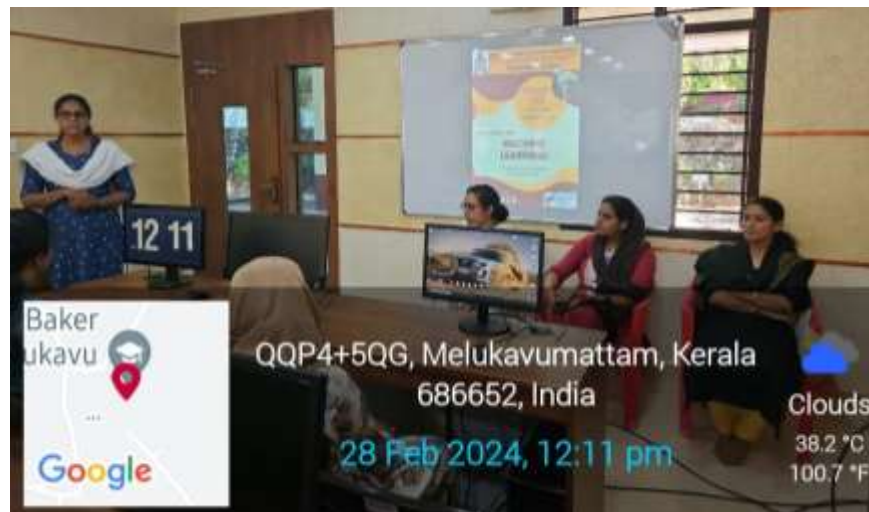 MACHINE
LEARNING
12 11
Baker
ukavu
Google
QQP4+5QG, Melukavumattam, Kerala
686652, India
28 Feb 2024, 12:11 pm
Clouds
38.2 °C
100.7 °F